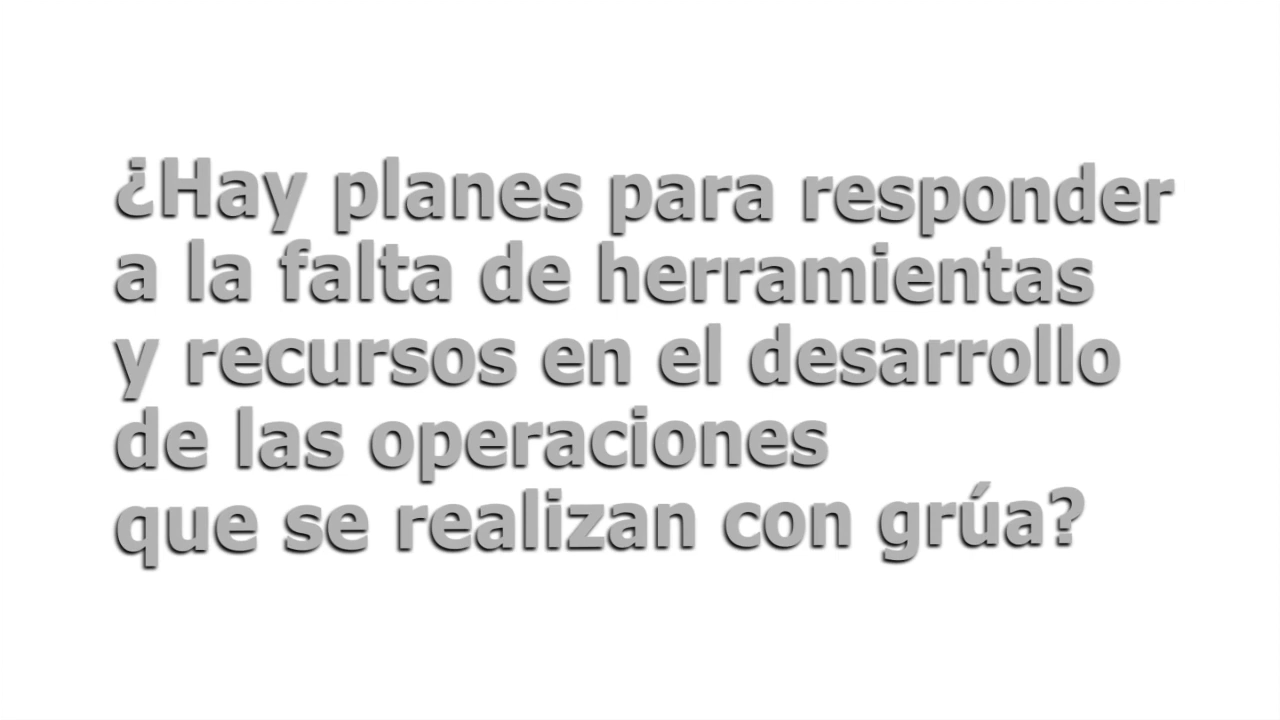 ¿Hay planes para responder
a la falta de herramientas
y recursos en el desarrollo
de las operaciones
que se realizan con grúa?